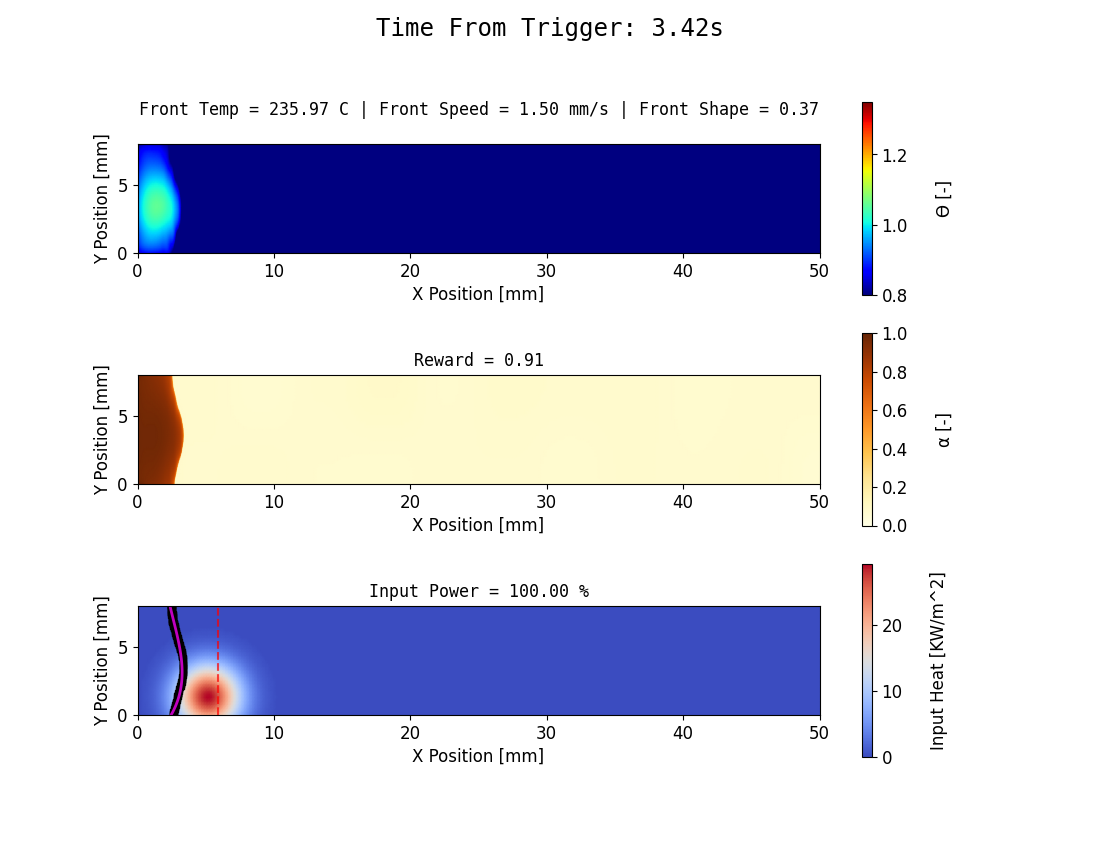 Time From Trigger: 3.42s
Front Temp = 235.97 C | Front Speed = 1.50 mm/s | Front Shape = 0.37
Y Position [mm]
5
0
0 10 20 30 40 50
X Position [mm]
1.2
1.0
0.8
Θ [-]
Reward = 0.91
Y Position [mm]
5
0
0 10 20 30 40 50
X Position [mm]
1.0
0.8
0.6
0.4
0.2
0.0
α [-]
Input Power = 100.00 %
Y Position [mm]
5
0
0 10 20 30 40 50
X Position [mm]
20
10
0
Input Heat [KW/m^2]